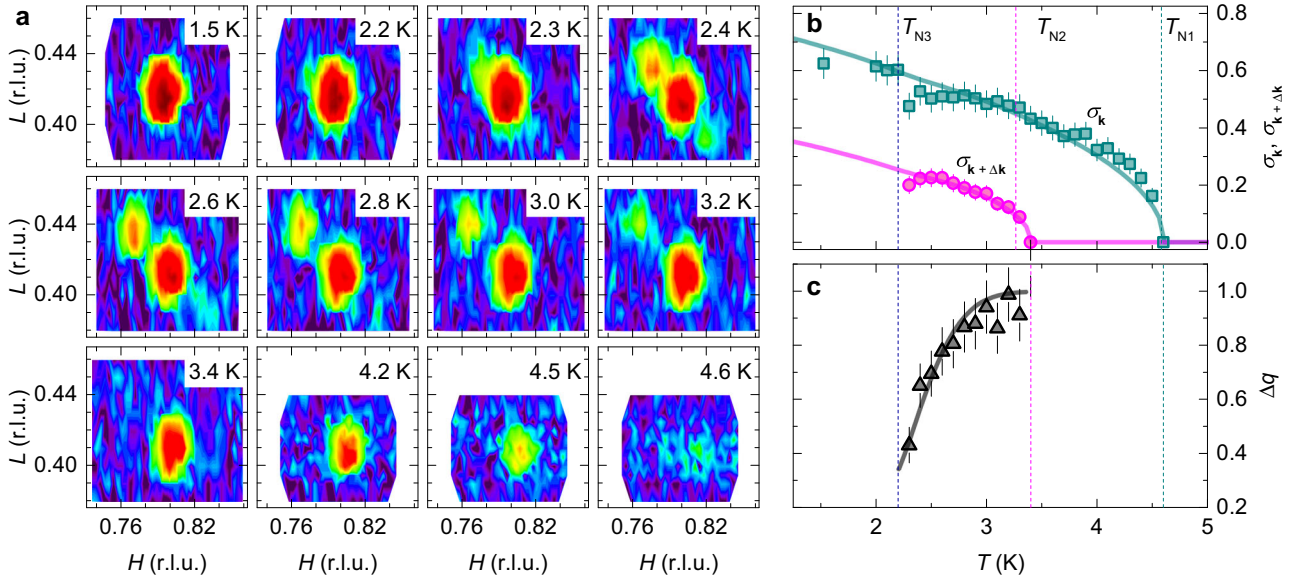 a
1.5 K
2.2 K
2.3 K
2.4 K
L (r.l.u.)
0.44
0.40
2.6 K
2.8 K
3.0 K
3.2 K
L (r.l.u.)
0.44
0.40
3.4 K
4.2 K
4.5 K
4.6 K
L (r.l.u.)
0.44
0.40
0.76 0.82
0.76 0.82
0.76 0.82
0.76 0.82
H (r.l.u.)
H (r.l.u.)
H (r.l.u.)
H (r.l.u.)
b
T_N3
T_N2
T_N1
σ_k
σ_k + Δk
0.8
0.6
0.4
0.2
0.0
σ_k, σ_k + Δk
c
1.0
0.8
0.6
0.4
0.2
Δq
2 3 4 5
T (K)